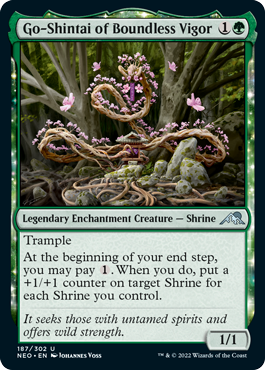 Go-Shintai of Boundless Vigor 1
Legendary Enchantment Creature — Shrine
Trample
At the beginning of your end step,
you may pay 1. When you do, put a
+1/+1 counter on target Shrine for
each Shrine you control.
It seeks those with untamed spirits and
offers wild strength.
1/1
187/302 U
NEO • EN Johannes Voss
™ & © 2022 Wizards of the Coast